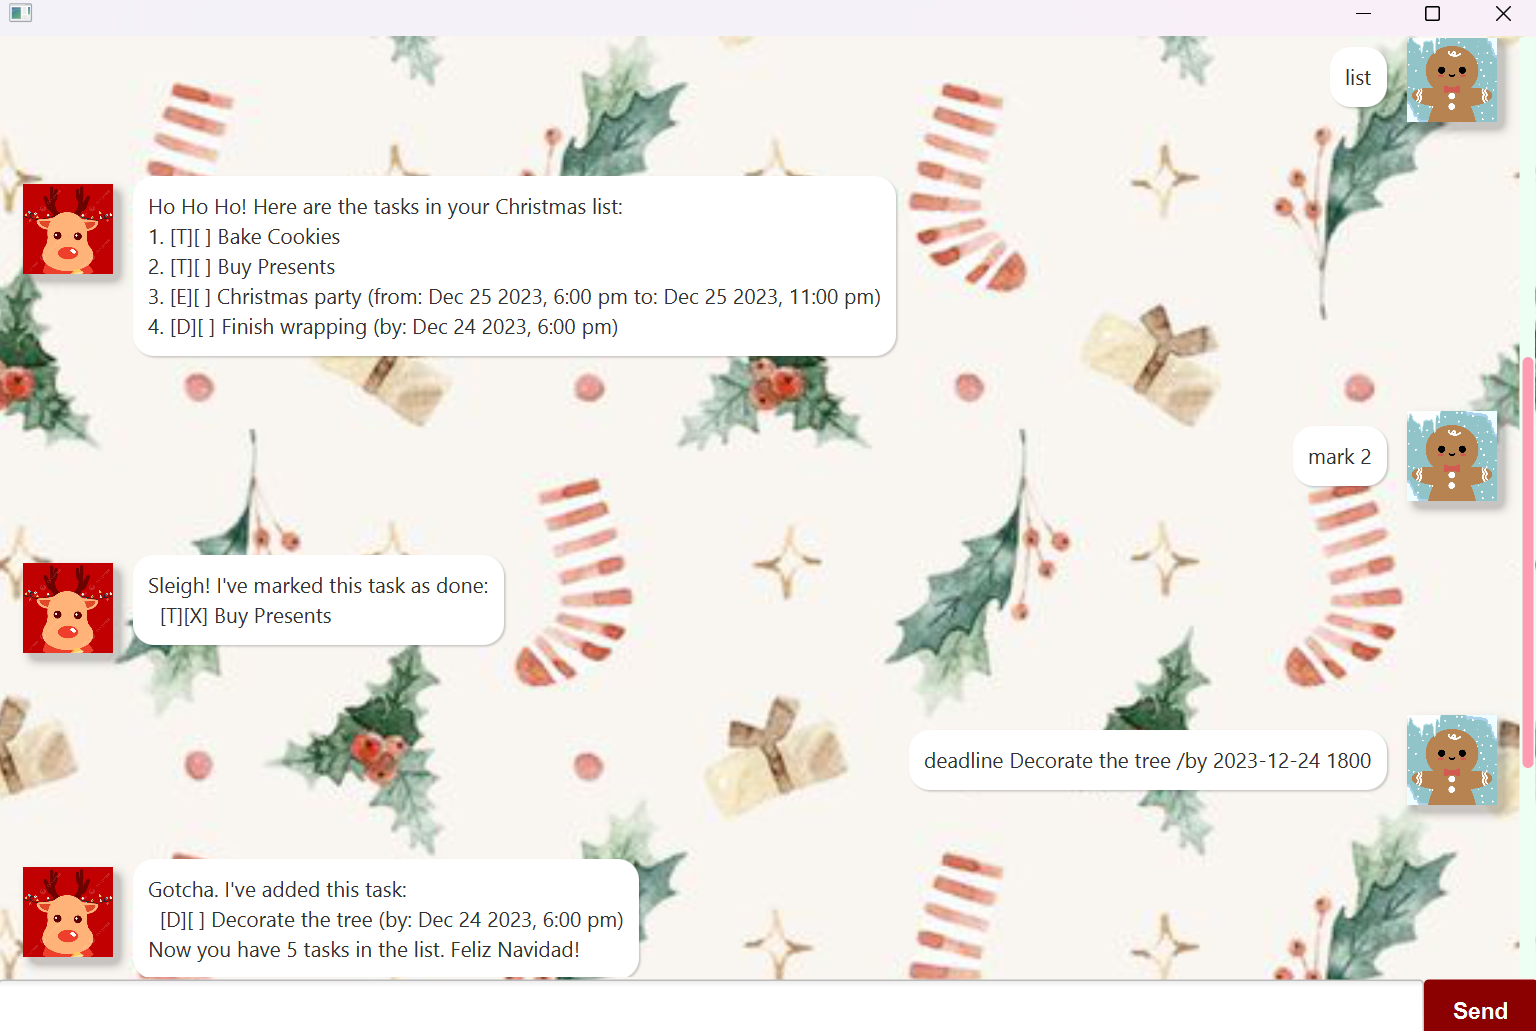 list
Ho Ho Ho! Here are the tasks in your Christmas list:
1. [T][ ] Bake Cookies
2. [T][ ] Buy Presents
3. [E][ ] Christmas party (from: Dec 25 2023, 6:00 pm to: Dec 25 2023, 11:00 pm)
4. [D][ ] Finish wrapping (by: Dec 24 2023, 6:00 pm)
mark 2
Sleigh! I've marked this task as done:
[T][X] Buy Presents
deadline Decorate the tree /by 2023-12-24 1800
Gotcha. I've added this task:
[D][ ] Decorate the tree (by: Dec 24 2023, 6:00 pm)
Now you have 5 tasks in the list. Feliz Navidad!
Send